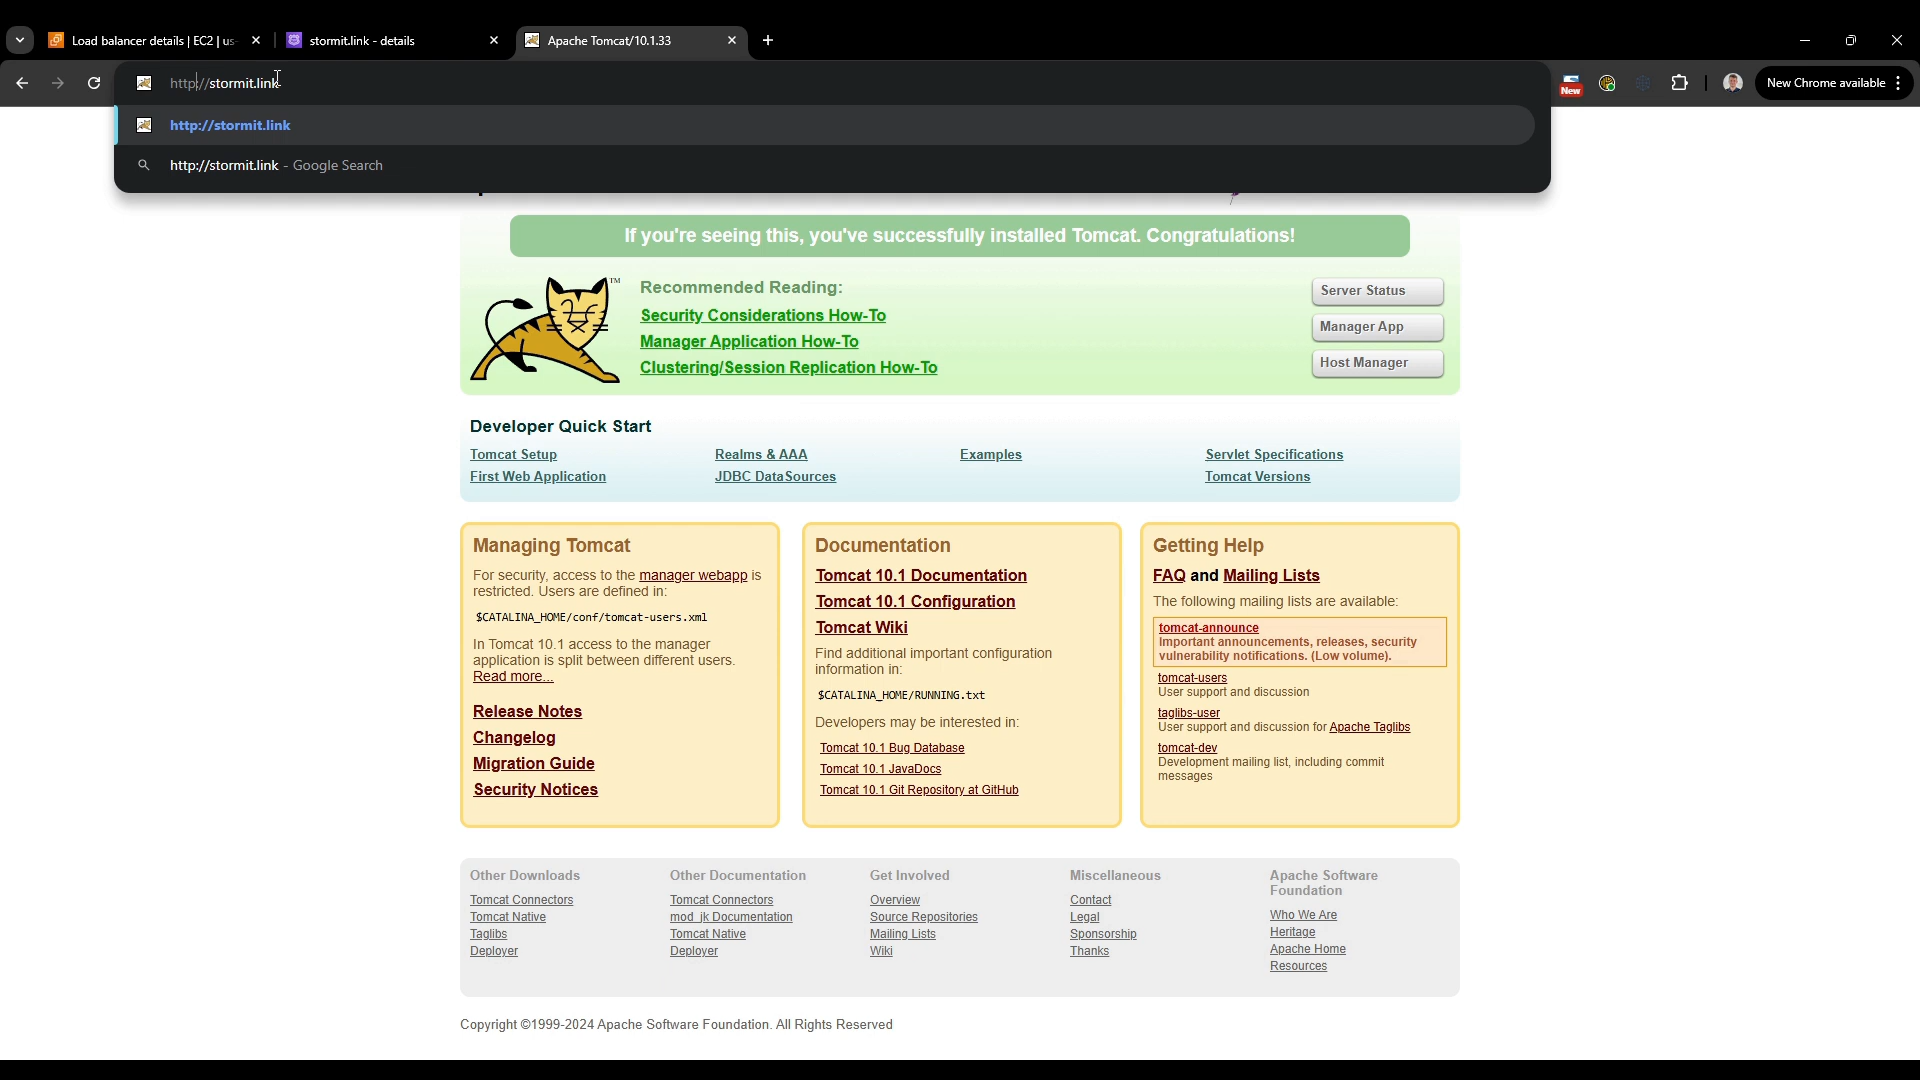 Load balancer details | EC2 | us-
stormit.link - details
Apache Tomcat/10.1.33
http://stormit.link
New
New Chrome available
http://stormit.link
http://stormit.link - Google Search
If you're seeing this, you've successfully installed Tomcat. Congratulations!
TM
Recommended Reading:
Security Considerations How-To
Manager Application How-To
Clustering/Session Replication How-To
Server Status
Manager App
Host Manager
Developer Quick Start
Tomcat Setup
First Web Application
Realms & AAA
JDBC DataSources
Examples
Servlet Specifications
Tomcat Versions
Managing Tomcat
For security, access to the manager webapp is
restricted. Users are defined in:
$CATALINA_HOME/conf/tomcat-users.xml
In Tomcat 10.1 access to the manager
application is split between different users.
Read more...
Release Notes
Changelog
Migration Guide
Security Notices
Documentation
Tomcat 10.1 Documentation
Tomcat 10.1 Configuration
Tomcat Wiki
Find additional important configuration
information in:
$CATALINA_HOME/RUNNING.txt
Developers may be interested in:
Tomcat 10.1 Bug Database
Tomcat 10.1 JavaDocs
Tomcat 10.1 Git Repository at GitHub
Getting Help
FAQ and Mailing Lists
The following mailing lists are available:
tomcat-announce
Important announcements, releases, security
vulnerability notifications. (Low volume).
tomcat-users
User support and discussion
taglibs-user
User support and discussion for Apache Taglibs
tomcat-dev
Development mailing list, including commit
messages
Other Downloads
Tomcat Connectors
Tomcat Native
Taglibs
Deployer
Other Documentation
Tomcat Connectors
mod_jk Documentation
Tomcat Native
Deployer
Get Involved
Overview
Source Repositories
Mailing Lists
Wiki
Miscellaneous
Contact
Legal
Sponsorship
Thanks
Apache Software
Foundation
Who We Are
Heritage
Apache Home
Resources
Copyright ©1999-2024 Apache Software Foundation. All Rights Reserved